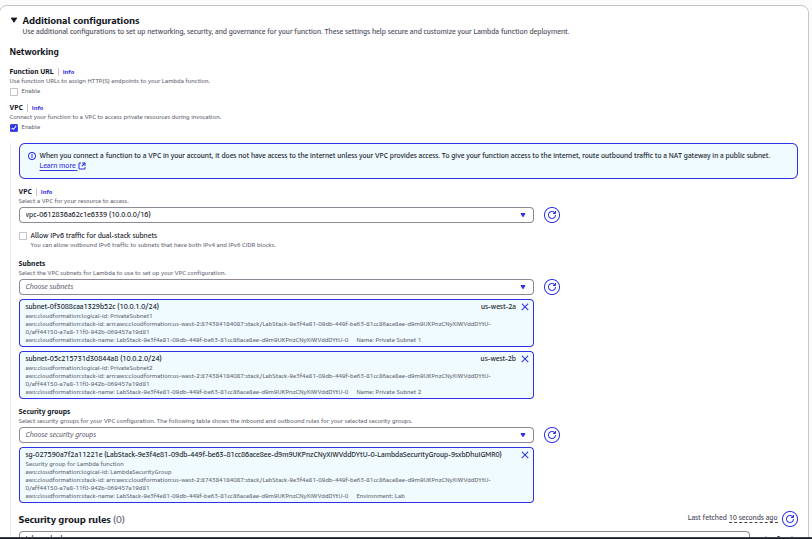 Additional configurations
Use additional configurations to set up networking, security, and governance for your function. These settings help secure and customize your Lambda function deployment.
Networking
Function URL | Info
Use function URLs to assign HTTP(S) endpoints to your Lambda function.
Enable
VPC | Info
Connect your function to a VPC to access private resources during invocation.
Enable
When you connect a function to a VPC in your account, it does not have access to the internet unless your VPC provides access. To give your function access to the internet, route outbound traffic to a NAT gateway in a public subnet.
Learn more
VPC | Info
Select a VPC for your resource to access.
vpc-0612836a62c1e6339 (10.0.0.0/16)
Allow IPv6 traffic for dual-stack subnets
You can allow outbound IPv6 traffic to subnets that have both IPv4 and IPv6 CIDR blocks.
Subnets
Select the VPC subnets for Lambda to use to set up your VPC configuration.
Choose subnets
subnet-0f3088caa1329b52c (10.0.1.0/24) us-west-2a
aws:cloudformation:logical-id: PrivateSubnet1
aws:cloudformation:stack-id: arn:aws:cloudformation:us-west-2:874384184087:stack/LabStack-9e3f4e81-09db-449f-be63-81cc86ace8ee-d9m9UKPnzCNyXiWVddDYtU-
0/aff44150-a7a8-11f0-942b-069457a19d81
aws:cloudformation:stack-name: LabStack-9e3f4e81-09db-449f-be63-81cc86ace8ee-d9m9UKPnzCNyXiWVddDYtU-0 Name: Private Subnet 1
subnet-05c215731d30844a8 (10.0.2.0/24) us-west-2b
aws:cloudformation:logical-id: PrivateSubnet2
aws:cloudformation:stack-id: arn:aws:cloudformation:us-west-2:874384184087:stack/LabStack-9e3f4e81-09db-449f-be63-81cc86ace8ee-d9m9UKPnzCNyXiWVddDYtU-
0/aff44150-a7a8-11f0-942b-069457a19d81
aws:cloudformation:stack-name: LabStack-9e3f4e81-09db-449f-be63-81cc86ace8ee-d9m9UKPnzCNyXiWVddDYtU-0 Name: Private Subnet 2
Security groups
Select security groups for your VPC configuration. The following table shows the inbound and outbound rules for your selected security groups.
Choose security groups
sg-027590a7f2a11221e (LabStack-9e3f4e81-09db-449f-be63-81cc86ace8ee-d9m9UKPnzCNyXiWVddDYtU-0-LambdaSecurityGroup-9sxbDhuIGMR0)
Security group for Lambda function
aws:cloudformation:logical-id: LambdaSecurityGroup
aws:cloudformation:stack-id: arn:aws:cloudformation:us-west-2:874384184087:stack/LabStack-9e3f4e81-09db-449f-be63-81cc86ace8ee-d9m9UKPnzCNyXiWVddDYtU-
0/aff44150-a7a8-11f0-942b-069457a19d81
aws:cloudformation:stack-name: LabStack-9e3f4e81-09db-449f-be63-81cc86ace8ee-d9m9UKPnzCNyXiWVddDYtU-0 Environment: Lab
Security group rules (0)
Last fetched 10 seconds ago